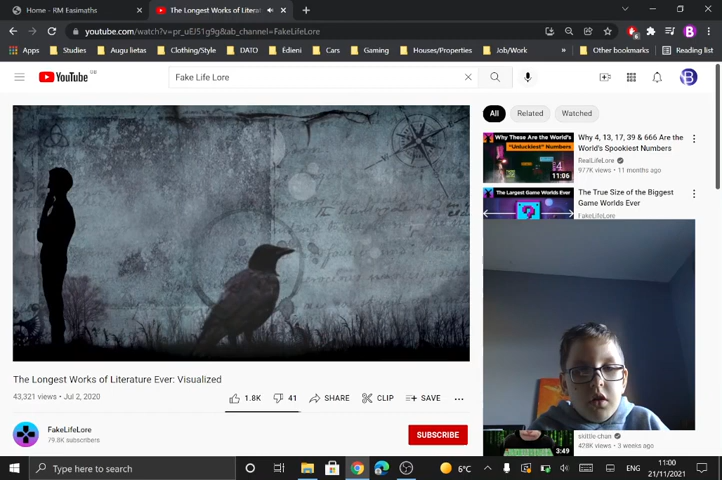 Home - RM Easimaths
The Longest Works of Literat
youtube.com/watch?v=pr_uEJ/51g9g&ab_channel=FakeLifeLore
Apps
Studies
Augu lietas
Clothing/Style
DATO
Edieni
Cars
Gaming
Houses/Properties
Job/Work
»
Other bookmarks
Reading list
YouTube
Fake Life Lore
B
All
Related
Watched
Why These Are the World's
"Unluckiest" Numbers
11:06
Why 4, 13, 17, 39 & 666 Are the
World's Spookiest Numbers
RealLifeLore
977K views • 11 months ago
The Largest Game Worlds Ever
The True Size of the Biggest
Game Worlds Ever
FakeLifeLore
The Longest Works of Literature Ever: Visualized
43,321 views • Jul 2, 2020
1.8K
41
SHARE
CLIP
SAVE
FakeLifeLore
79.8K subscribers
SUBSCRIBE
3:49
skittle-chan
428K views • 3 weeks ago
Type here to search
6°C
ENG
11:00
21/11/2021